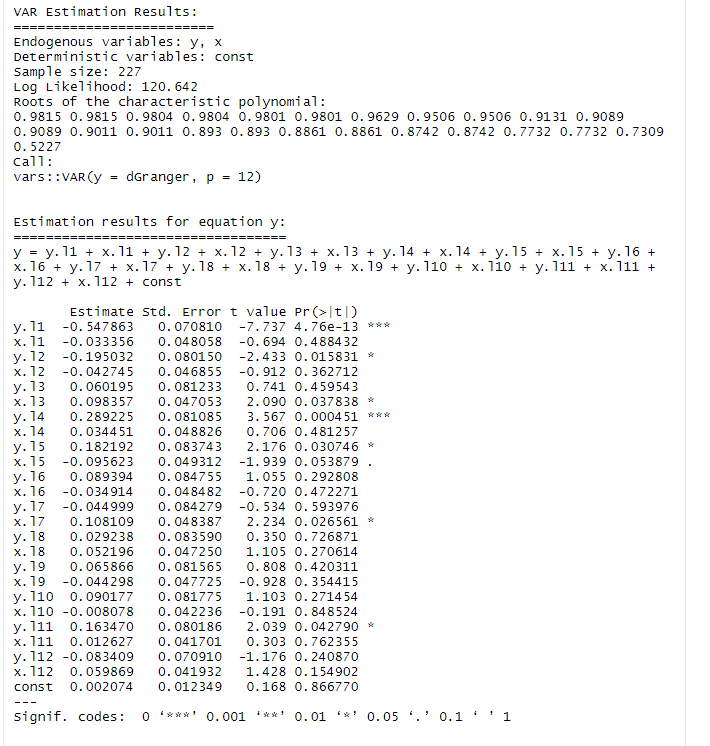 VAR Estimation Results:
=========================
Endogenous variables: y, x
Deterministic variables: const
Sample size: 227
Log Likelihood: 120.642
Roots of the characteristic polynomial:
0.9815 0.9815 0.9804 0.9804 0.9801 0.9801 0.9629 0.9506 0.9506 0.9131 0.9089
0.9089 0.9011 0.9011 0.893 0.893 0.8861 0.8861 0.8742 0.8742 0.7732 0.7732 0.7309
0.5227
Call:
vars::VAR(y = dGranger, p = 12)
Estimation results for equation y:
==================================
y = y.l1 + x.l1 + y.l2 + x.l2 + y.l3 + x.l3 + y.l4 + x.l4 + y.l5 + x.l5 + y.l6 +
x.l6 + y.l7 + x.l7 + y.l8 + x.l8 + y.l9 + x.l9 + y.l10 + x.l10 + y.l11 + x.l11 +
y.l12 + x.l12 + const
Estimate Std. Error t value Pr(>|t|)
y.l1 -0.547863 0.070810 -7.737 4.76e-13 ***
x.l1 -0.033356 0.048058 -0.694 0.488432
y.l2 -0.195032 0.080150 -2.433 0.015831 *
x.l2 -0.042745 0.046855 -0.912 0.362712
y.l3 0.060195 0.081233 0.741 0.459543
x.l3 0.098357 0.047053 2.090 0.037838 *
y.l4 0.289225 0.081085 3.567 0.000451 ***
x.l4 0.034451 0.048826 0.706 0.481257
y.l5 0.182192 0.083743 2.176 0.030746 *
x.l5 -0.095623 0.049312 -1.939 0.053879 .
y.l6 0.089394 0.084755 1.055 0.292808
x.l6 -0.034914 0.048482 -0.720 0.472271
y.l7 -0.044999 0.084279 -0.534 0.593976
x.l7 0.108109 0.048387 2.234 0.026561 *
y.l8 0.029238 0.083590 0.350 0.726871
x.l8 0.052196 0.047250 1.105 0.270614
y.l9 0.065866 0.081565 0.808 0.420311
x.l9 -0.044298 0.047725 -0.928 0.354415
y.l10 0.090177 0.081775 1.103 0.271454
x.l10 -0.008078 0.042236 -0.191 0.848524
y.l11 0.163470 0.080186 2.039 0.042790 *
x.l11 0.012627 0.041701 0.303 0.762355
y.l12 -0.083409 0.070910 -1.176 0.240870
x.l12 0.059869 0.041932 1.428 0.154902
const 0.002074 0.012349 0.168 0.866770
---
Signif. codes: 0 ‘***’ 0.001 ‘**’ 0.01 ‘*’ 0.05 ‘.’ 0.1 ‘ ’ 1